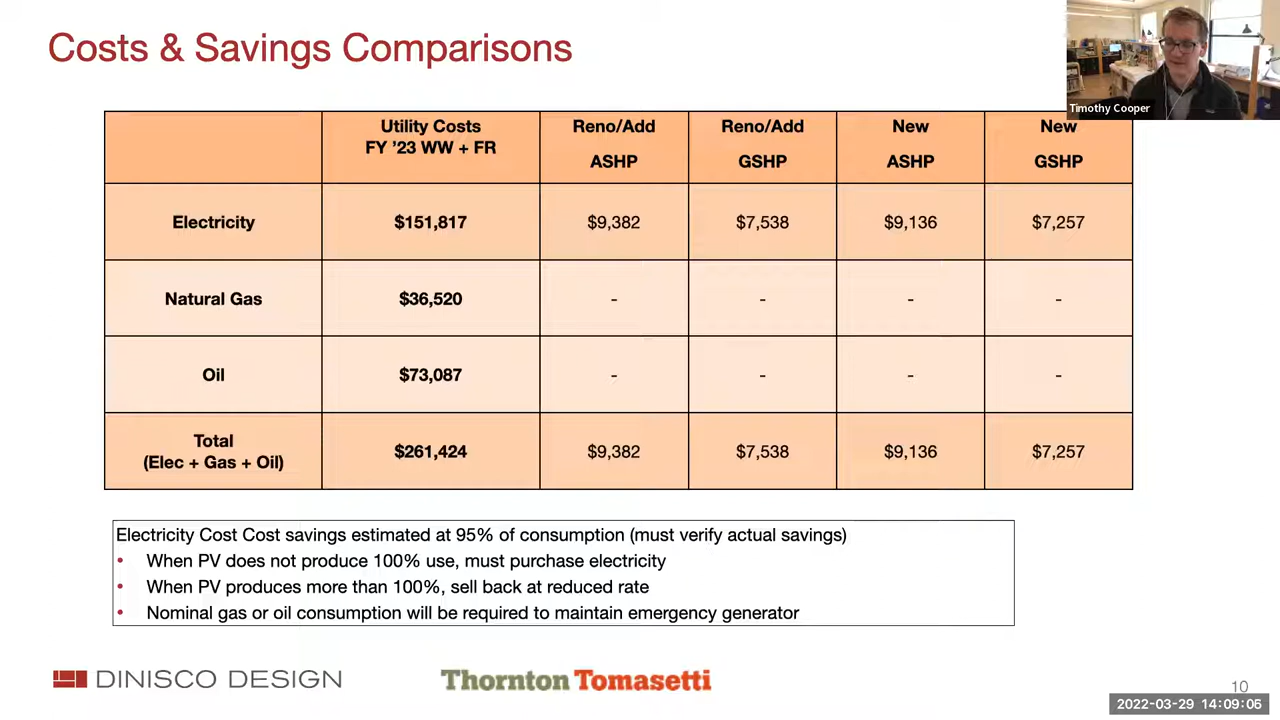 Costs & Savings Comparisons
Timothy Cooper
Utility Costs FY '23 WW + FR
Reno/Add ASHP
Reno/Add GSHP
New ASHP
New GSHP
Electricity $151,817 $9,382 $7,538 $9,136 $7,257
Natural Gas $36,520 - - - -
Oil $73,087 - - - -
Total (Elec + Gas + Oil) $261,424 $9,382 $7,538 $9,136 $7,257
Electricity Cost Cost savings estimated at 95% of consumption (must verify actual savings)
• When PV does not produce 100% use, must purchase electricity
• When PV produces more than 100%, sell back at reduced rate
• Nominal gas or oil consumption will be required to maintain emergency generator
DINISCO DESIGN
Thornton Tomasetti
10
2022-03-29 14:09:06